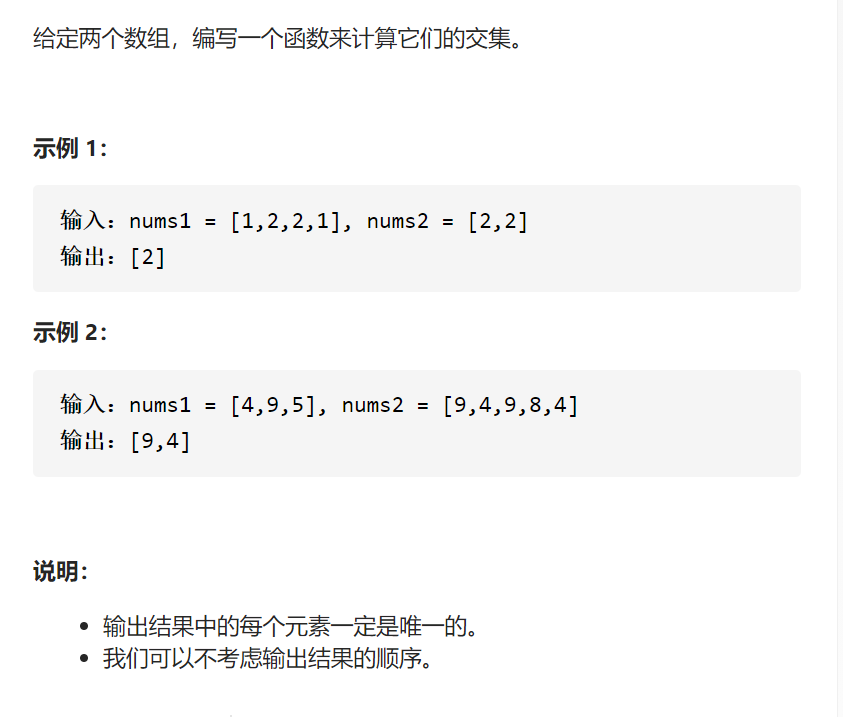 给定两个数组，编写一个函数来计算它们的交集。
示例 1：
输入：nums1 = [1,2,2,1], nums2 = [2,2]
输出：[2]
示例 2：
输入：nums1 = [4,9,5], nums2 = [9,4,9,8,4]
输出：[9,4]
说明：
• 输出结果中的每个元素一定是唯一的。
• 我们可以不考虑输出结果的顺序。